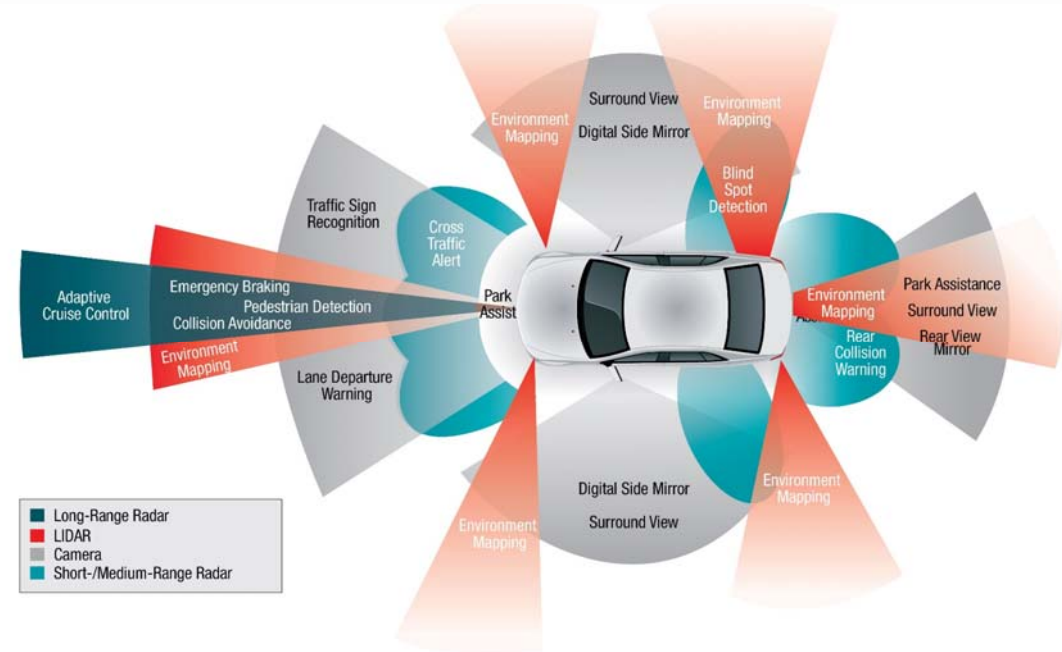 Surround View
Digital Side Mirror
Environment
Mapping
Environment
Mapping
Blind
Spot
Detection
Traffic Sign
Recognition
Cross
Traffic
Alert
Adaptive
Cruise Control
Emergency Braking
Pedestrian Detection
Collision Avoidance
Environment
Mapping
Lane Departure
Warning
Park
Assist
Environment
Mapping
Park Assistance
Surround View
Rear View
Mirror
Rear
Collision
Warning
Digital Side Mirror
Surround View
Environment
Mapping
Environment
Mapping
Long-Range Radar
LIDAR
Camera
Short-/Medium-Range Radar